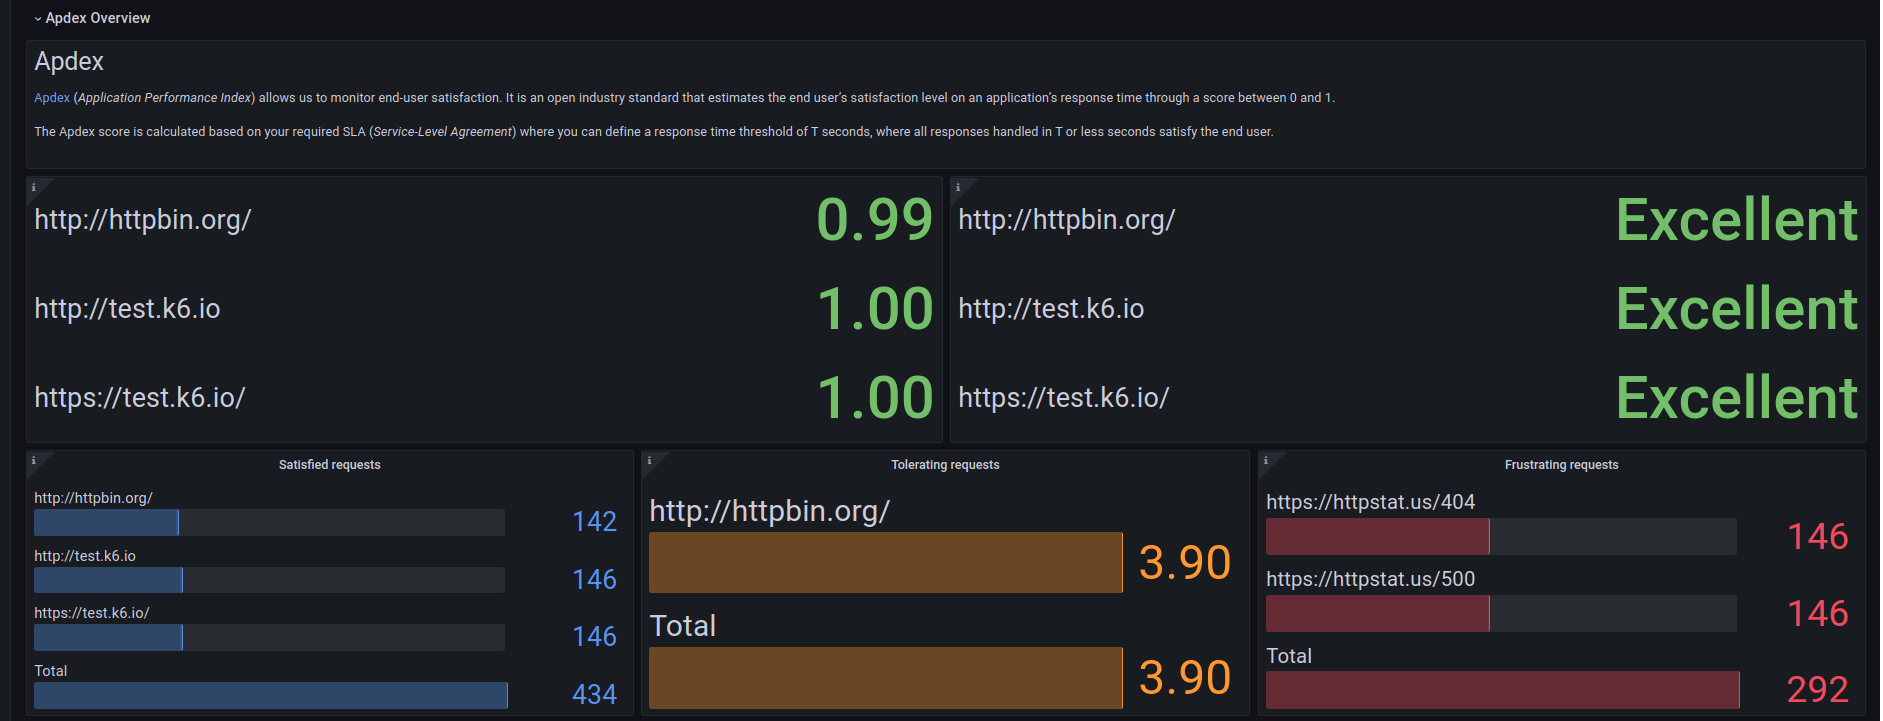 Apdex Overview
Apdex
Apdex (Application Performance Index) allows us to monitor end-user satisfaction. It is an open industry standard that estimates the end user's satisfaction level on an application's response time through a score between 0 and 1.
The Apdex score is calculated based on your required SLA (Service-Level Agreement) where you can define a response time threshold of T seconds, where all responses handled in T or less seconds satisfy the end user.
i
http://httpbin.org/ 0.99
http://test.k6.io 1.00
https://test.k6.io/ 1.00
i
http://httpbin.org/ Excellent
http://test.k6.io Excellent
https://test.k6.io/ Excellent
i
Satisfied requests
http://httpbin.org/
142
http://test.k6.io
146
https://test.k6.io/
146
Total
434
i
Tolerating requests
http://httpbin.org/
3.90
Total
3.90
i
Frustrating requests
https://httpstat.us/404
146
https://httpstat.us/500
146
Total
292